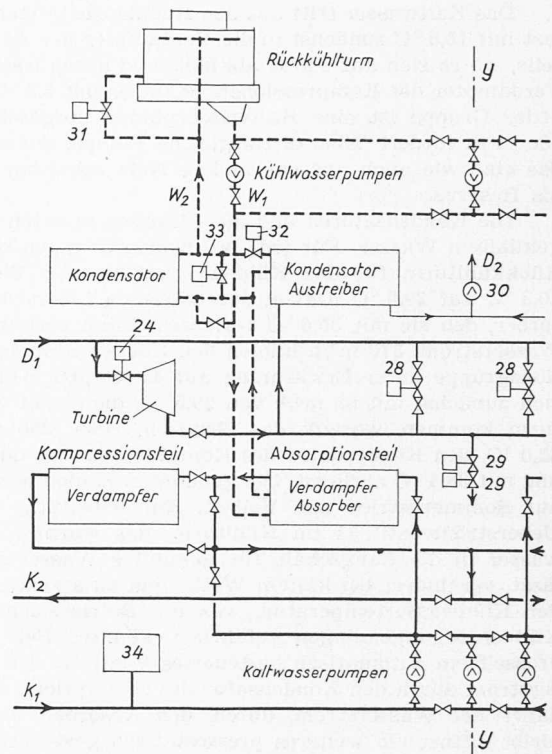 Rückkühlturm
y
31
Kühlwasserpumpen
W₂
W₁
32
33
Kondensator
Kondensator
Austreiber
D₂
30
D₁
24
28
28
Turbine
Kompressionsteil
Absorptionsteil
29
29
Verdampfer
Verdampfer
Absorber
K₂
34
Kaltwasserpumpen
K₁
y